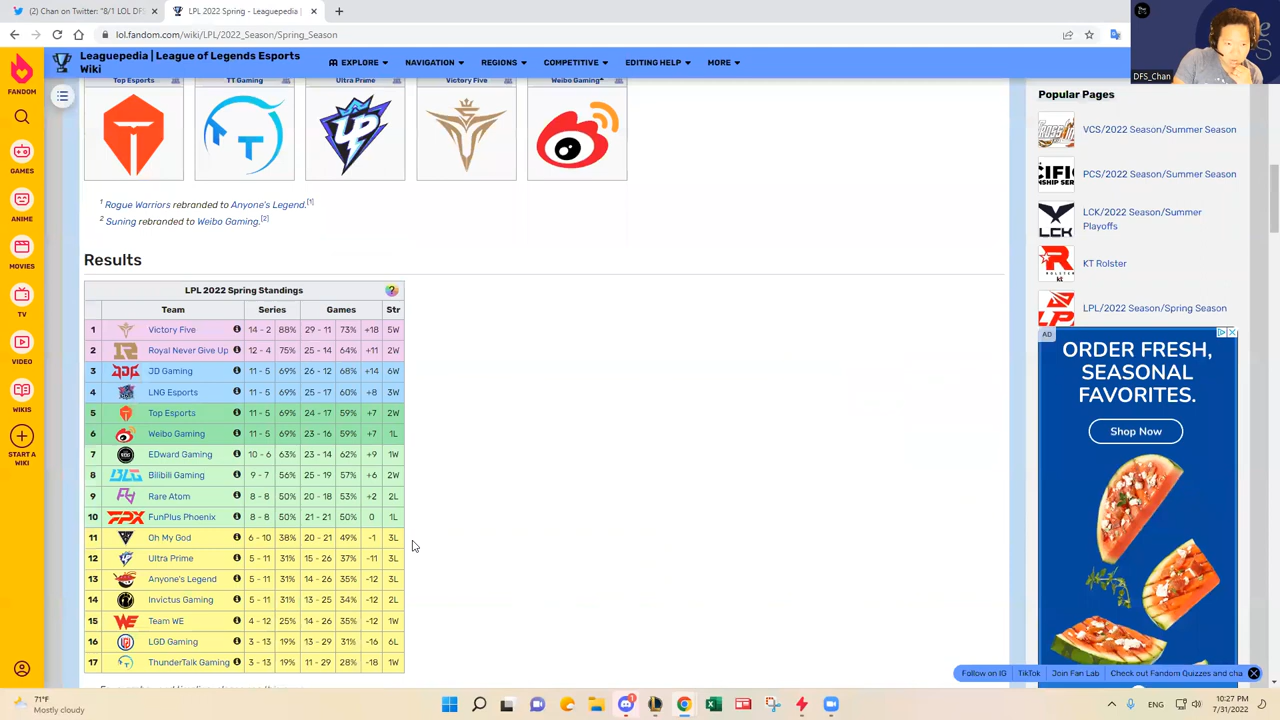 (2) Chan on Twitter: "8/1 LOL DFS
LPL 2022 Spring - Leaguepedia |
lol.fandom.com/wiki/LPL/2022_Season/Spring_Season
FANDOM
GAMES
ANIME
MOVIES
TV
VIDEO
WIKIS
START A
WIKI
Leaguepedia | League of Legends Esports
Wiki
EXPLORE
NAVIGATION
REGIONS
COMPETITIVE
EDITING HELP
MORE
DFS_Chan
Top Esports
TT Gaming
Ultra Prime
Victory Five
Weibo Gaming²
TT
UP
¹ Rogue Warriors rebranded to Anyone's Legend.[1]
² Suning rebranded to Weibo Gaming.[2]
Results
LPL 2022 Spring Standings
Team Series Games Str
1 Victory Five 14 - 2 88% 29 - 11 73% +18 5W
2 Royal Never Give Up 12 - 4 75% 25 - 14 64% +11 2W
3 JD Gaming 11 - 5 69% 26 - 12 68% +14 6W
4 LNG Esports 11 - 5 69% 25 - 17 60% +8 3W
5 Top Esports 11 - 5 69% 24 - 17 59% +7 2W
6 Weibo Gaming 11 - 5 69% 23 - 16 59% +7 1L
7 EDward Gaming 10 - 6 63% 23 - 14 62% +9 1W
8 BLG Bilibili Gaming 9 - 7 56% 25 - 19 57% +6 2W
9 Rare Atom 8 - 8 50% 20 - 18 53% +2 2L
10 FPX FunPlus Phoenix 8 - 8 50% 21 - 21 50% 0 1L
11 Oh My God 6 - 10 38% 20 - 21 49% -1 3L
12 Ultra Prime 5 - 11 31% 15 - 26 37% -11 3L
13 Anyone's Legend 5 - 11 31% 14 - 26 35% -12 3L
14 Invictus Gaming 5 - 11 31% 13 - 25 34% -12 2L
15 WE Team WE 4 - 12 25% 14 - 26 35% -12 1W
16 LGD Gaming 3 - 13 19% 13 - 29 31% -16 6L
17 ThunderTalk Gaming 3 - 13 19% 11 - 29 28% -18 1W
Popular Pages
VCS/2022 Season/Summer Season
PCS/2022 Season/Summer Season
LCK/2022 Season/Summer
Playoffs
LCK
KT Rolster
LPL/2022 Season/Spring Season
AD
ORDER FRESH,
SEASONAL
FAVORITES.
Shop Now
Follow on IG
TikTok
Join Fan Lab
Check out Fandom Quizzes and cha
71°F
Mostly cloudy
ENG
10:27 PM
7/31/2022